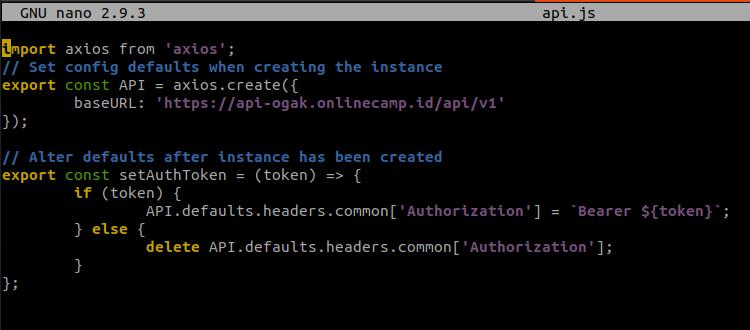 GNU nano 2.9.3 api.js
import axios from 'axios';
// Set config defaults when creating the instance
export const API = axios.create({
        baseURL: 'https://api-ogak.onlinecamp.id/api/v1'
});
// Alter defaults after instance has been created
export const setAuthToken = (token) => {
        if (token) {
                API.defaults.headers.common['Authorization'] = `Bearer ${token}`;
        } else {
                delete API.defaults.headers.common['Authorization'];
        }
};